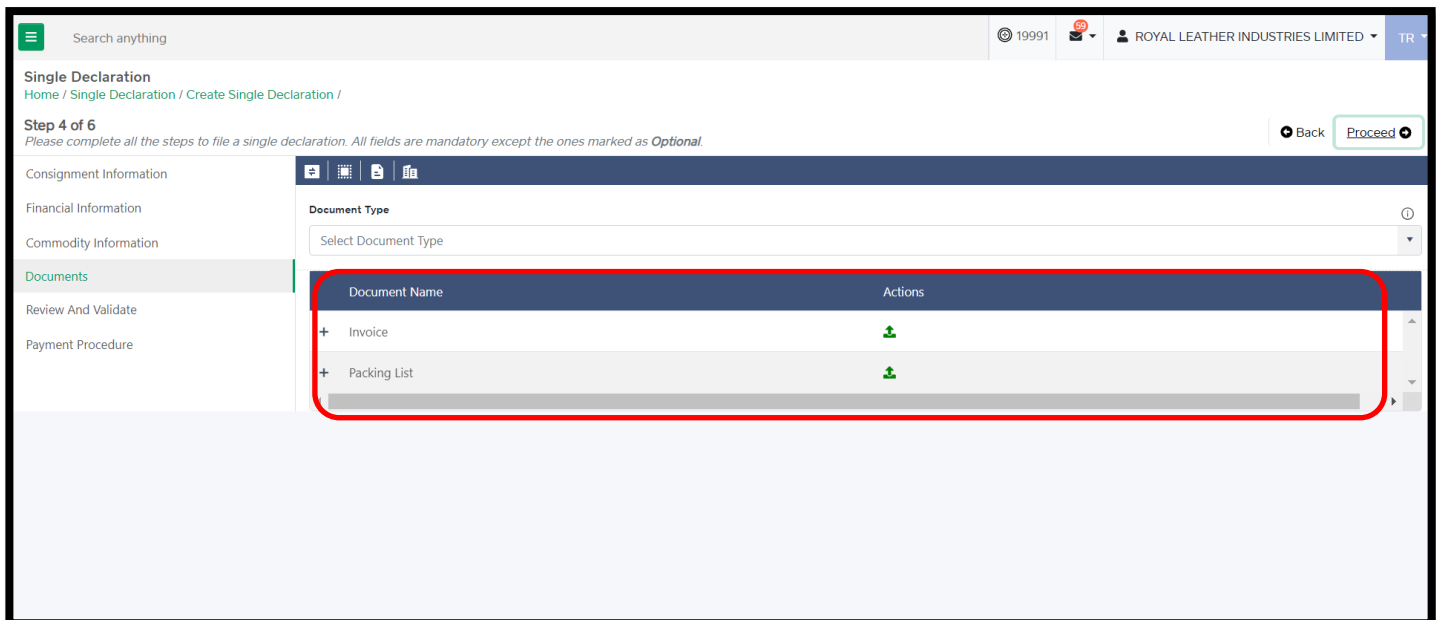 Search anything
19991
59
ROYAL LEATHER INDUSTRIES LIMITED
TR
Single Declaration
Home / Single Declaration / Create Single Declaration /
Step 4 of 6
Please complete all the steps to file a single declaration. All fields are mandatory except the ones marked as Optional.
Back
Proceed
Consignment Information
Financial Information
Commodity Information
Documents
Review And Validate
Payment Procedure
Document Type
Select Document Type
Document Name Actions
+ Invoice
+ Packing List